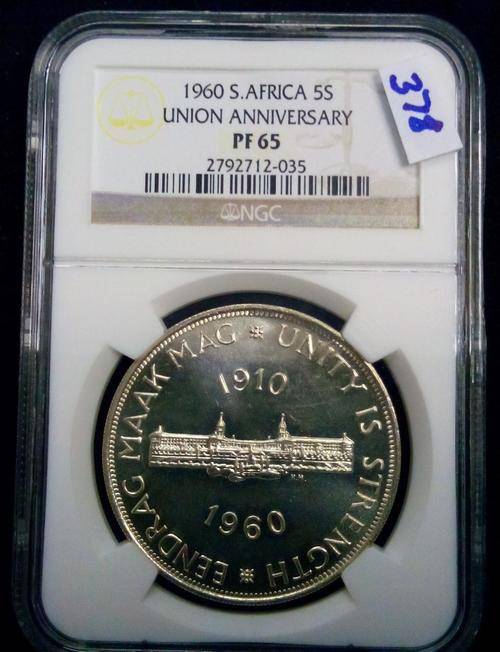 1960 S.AFRICA 5S
UNION ANNIVERSARY
PF 65
2792712-035
NGC
378
EENDRAG MAAK MAG * UNITY IS STRENGTH *
1910
1960